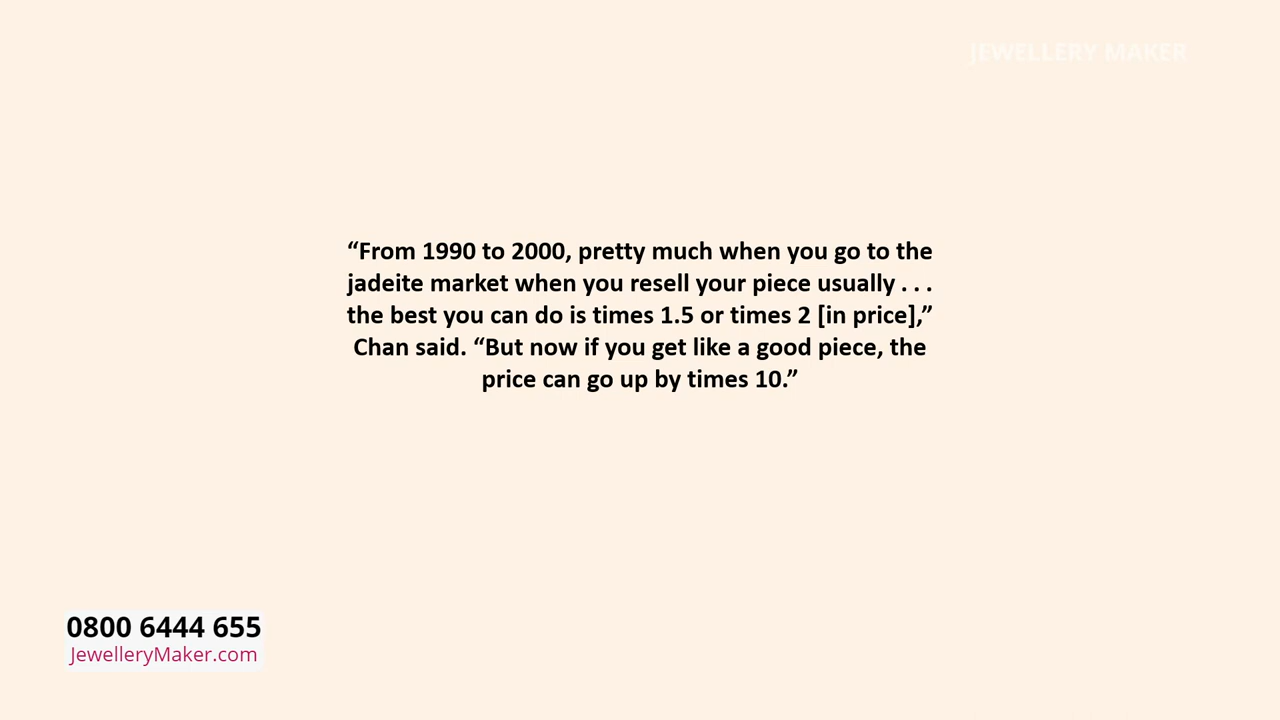 JEWELLERY MAKER
“From 1990 to 2000, pretty much when you go to the
jadeite market when you resell your piece usually . . .
the best you can do is times 1.5 or times 2 [in price],”
Chan said. “But now if you get like a good piece, the
price can go up by times 10.”
0800 6444 655
JewelleryMaker.com